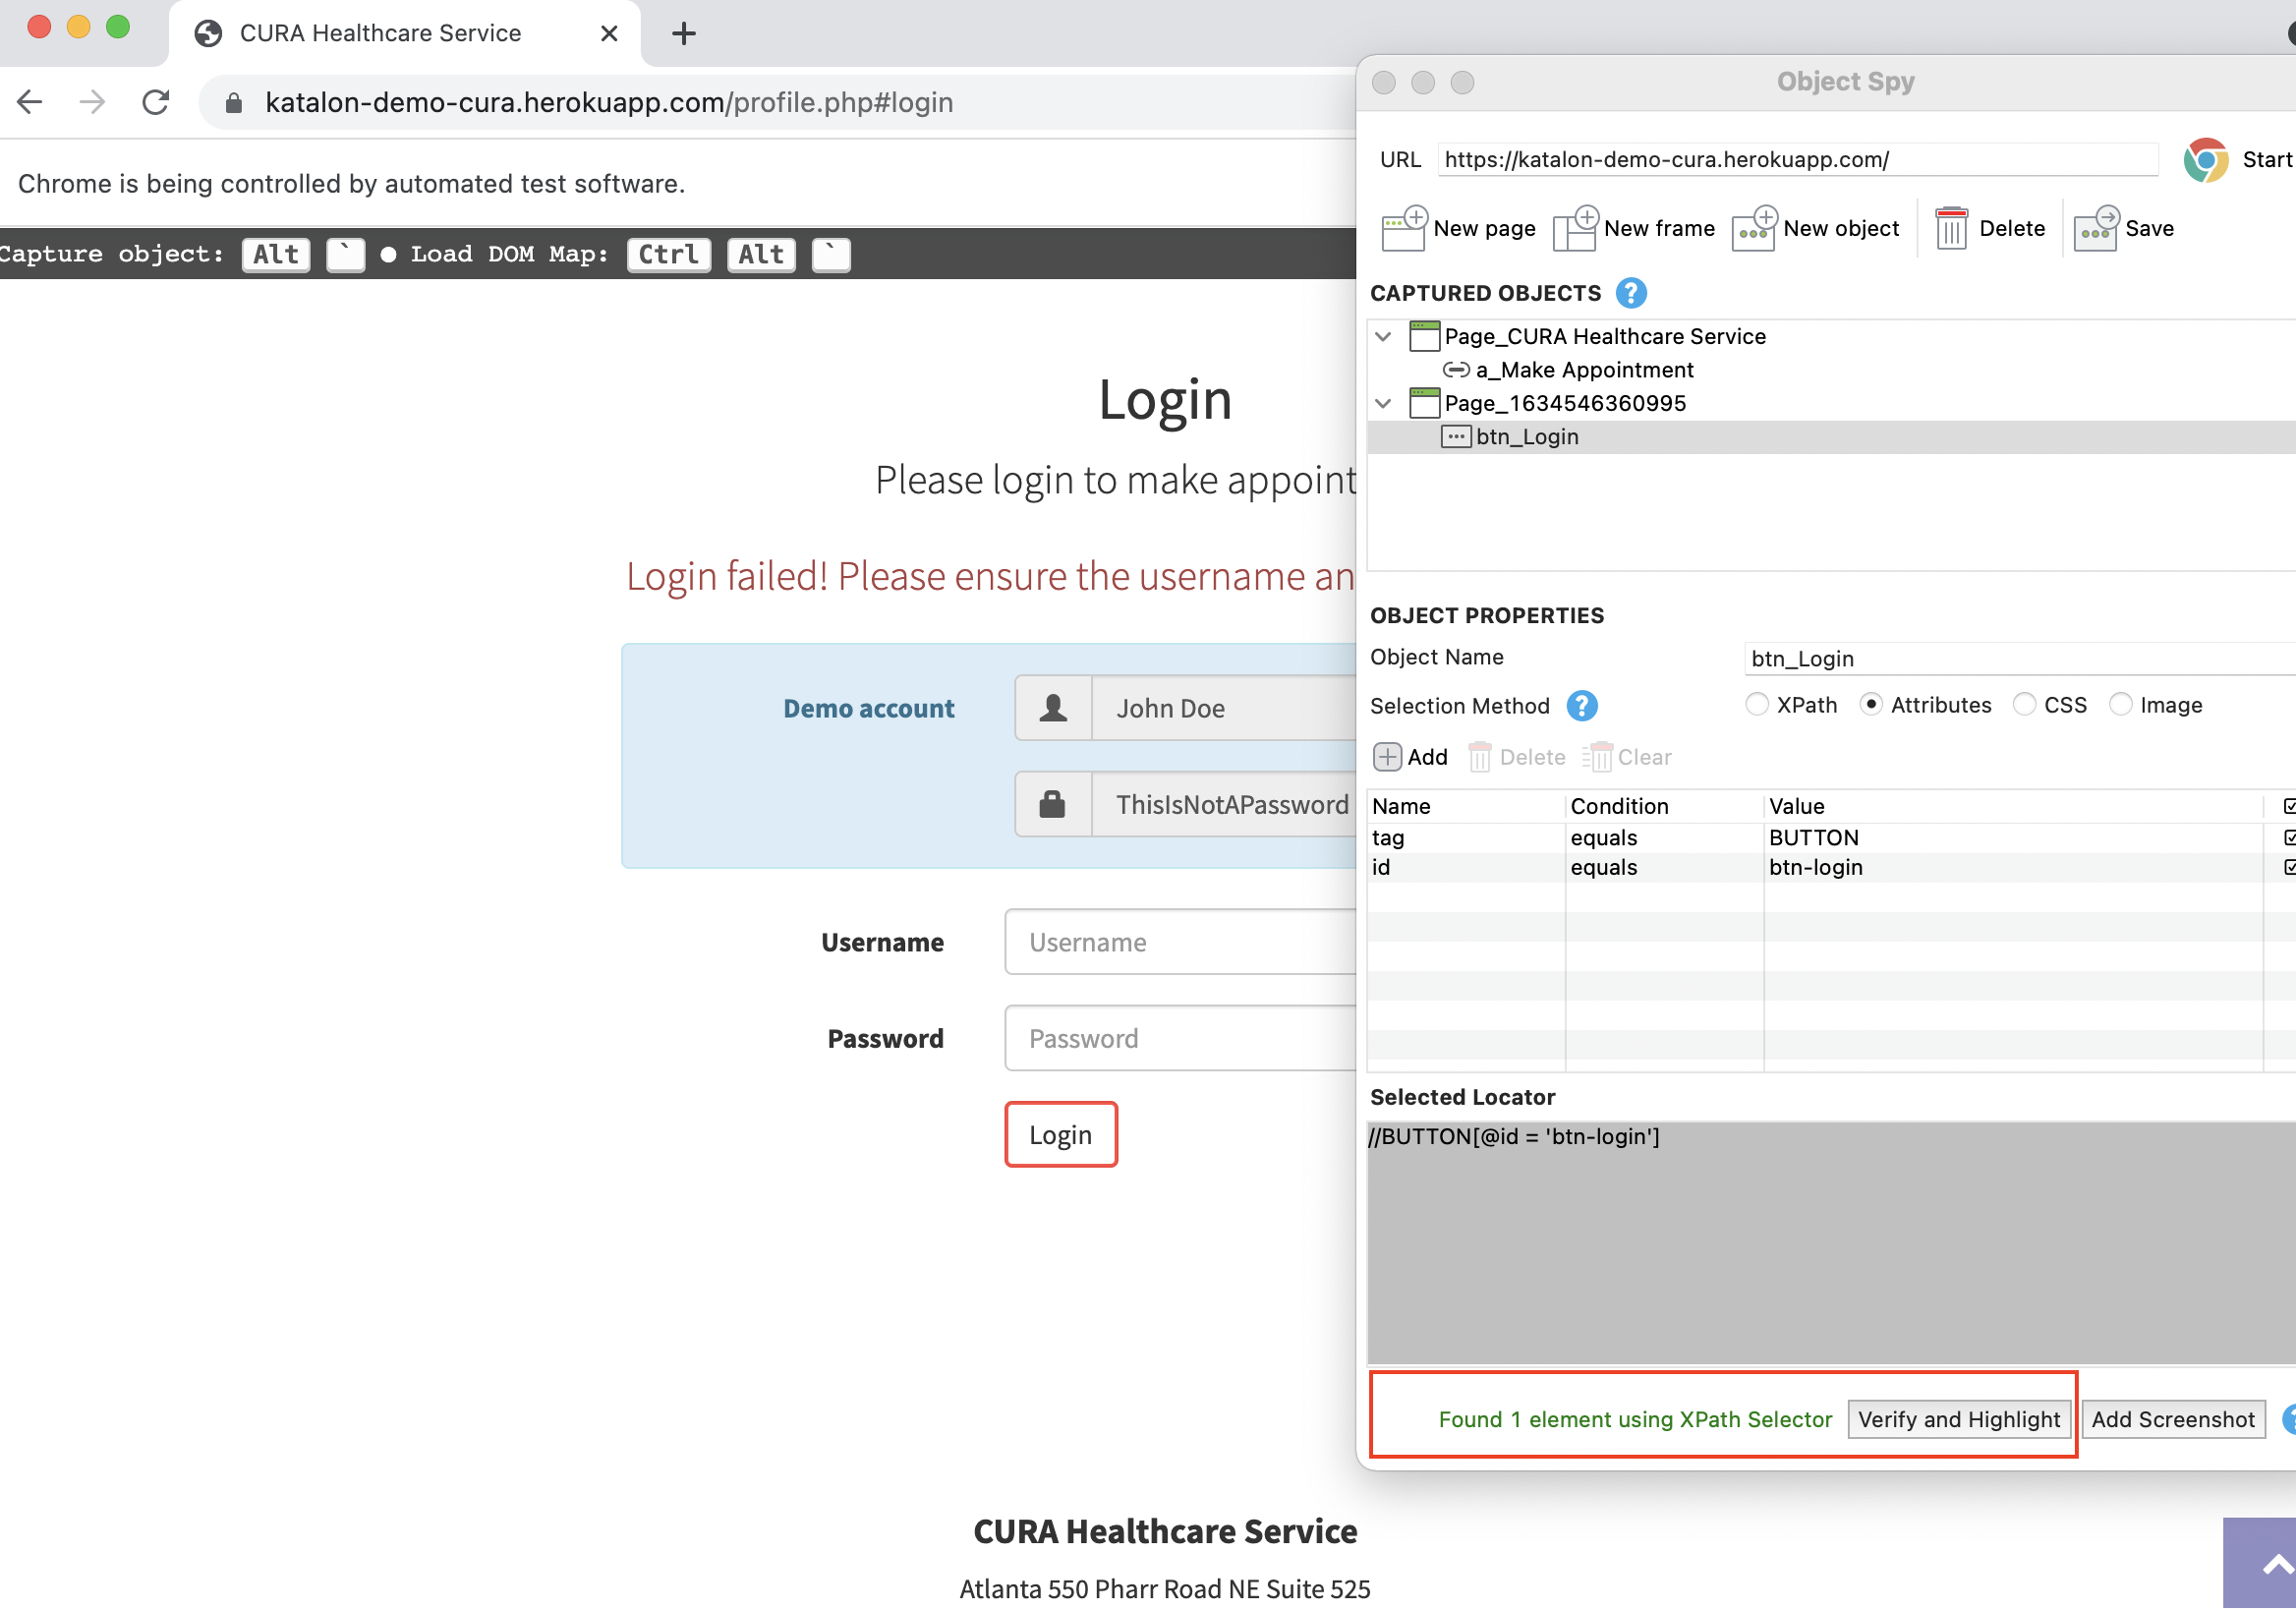 CURA Healthcare Service
katalon-demo-cura.herokuapp.com/profile.php#login
Chrome is being controlled by automated test software.
Capture object: Alt ` ● Load DOM Map: Ctrl Alt `
Login
Please login to make appoint
Login failed! Please ensure the username an
Demo account
John Doe
ThisIsNotAPassword
Username
Username
Password
Password
Login
CURA Healthcare Service
Atlanta 550 Pharr Road NE Suite 525
Object Spy
URL https://katalon-demo-cura.herokuapp.com/ Start
New page New frame New object Delete Save
CAPTURED OBJECTS ?
Page_CURA Healthcare Service
a_Make Appointment
Page_1634546360995
btn_Login
OBJECT PROPERTIES
Object Name btn_Login
Selection Method ? XPath Attributes CSS Image
Add Delete Clear
Name Condition Value
tag equals BUTTON
id equals btn-login
Selected Locator
//BUTTON[@id = 'btn-login']
Found 1 element using XPath Selector Verify and Highlight Add Screenshot ?